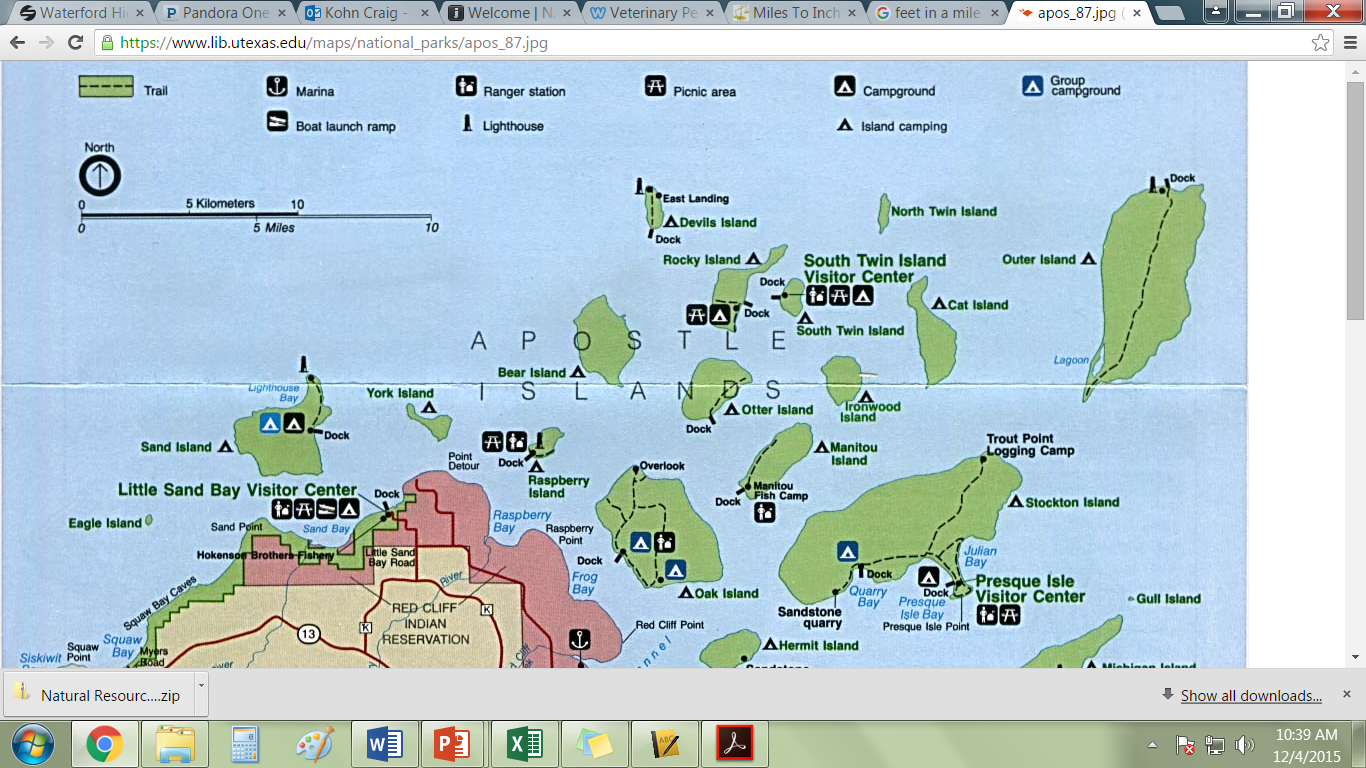 Waterford Hi
Pandora One
Kohn Craig -
Welcome | N
Veterinary Pe
Miles To Inch
feet in a mile
apos_87.jpg (
https://www.lib.utexas.edu/maps/national_parks/apos_87.jpg
Trail
Marina
Ranger station
Picnic area
Campground
Group
campground
Boat launch ramp
Lighthouse
Island camping
North
0 5 Kilometers 10
0 5 Miles 10
East Landing
Devils Island
Dock
North Twin Island
Dock
Rocky Island
South Twin Island
Visitor Center
Outer Island
Dock
Dock
Cat Island
South Twin Island
APOSTLE
ISLANDS
Lagoon
Bear Island
Lighthouse
Bay
York Island
Otter Island
Ironwood
Island
Dock
Sand Island
Dock
Point
Detour
Dock
Raspberry
Island
Overlook
Manitou
Island
Trout Point
Logging Camp
Dock
Manitou
Fish Camp
Stockton Island
Little Sand Bay Visitor Center
Dock
Eagle Island
Sand Point
Sand Bay
Raspberry
Bay
Raspberry
Point
Hokenson Brothers Fishery
Little Sand
Bay Road
Dock
Frog
Bay
Oak Island
Julian
Bay
Dock
Quarry
Bay
Dock
Presque Isle
Visitor Center
Presque
Isle Bay
Presque Isle Point
Gull Island
Sandstone
quarry
Squaw Bay Caves
River
RED CLIFF
INDIAN
RESERVATION
K
K
13
Red Cliff Point
Squaw
Bay
Squaw
Point
Myers
Road
Siskiwit
River
Hermit Island
Sandstone
Michigan Island
Natural Resourc....zip
Show all downloads...
10:39 AM
12/4/2015